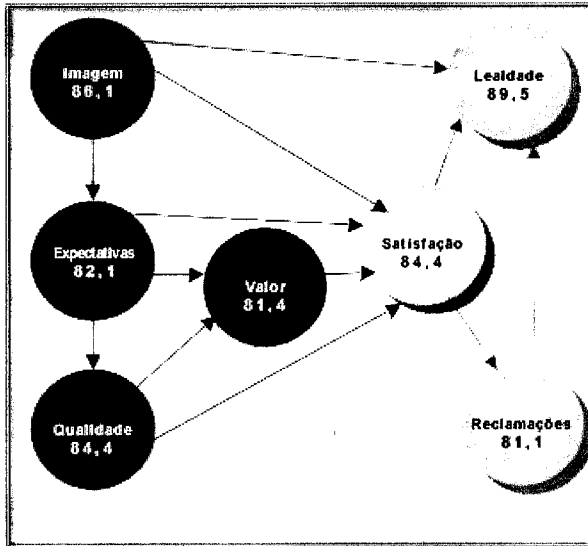 Imagem
86,1
Lealdade
89,5
Expectativas
82,1
Valor
81,4
Satisfação
84,4
Qualidade
84,4
Reclamações
81,1